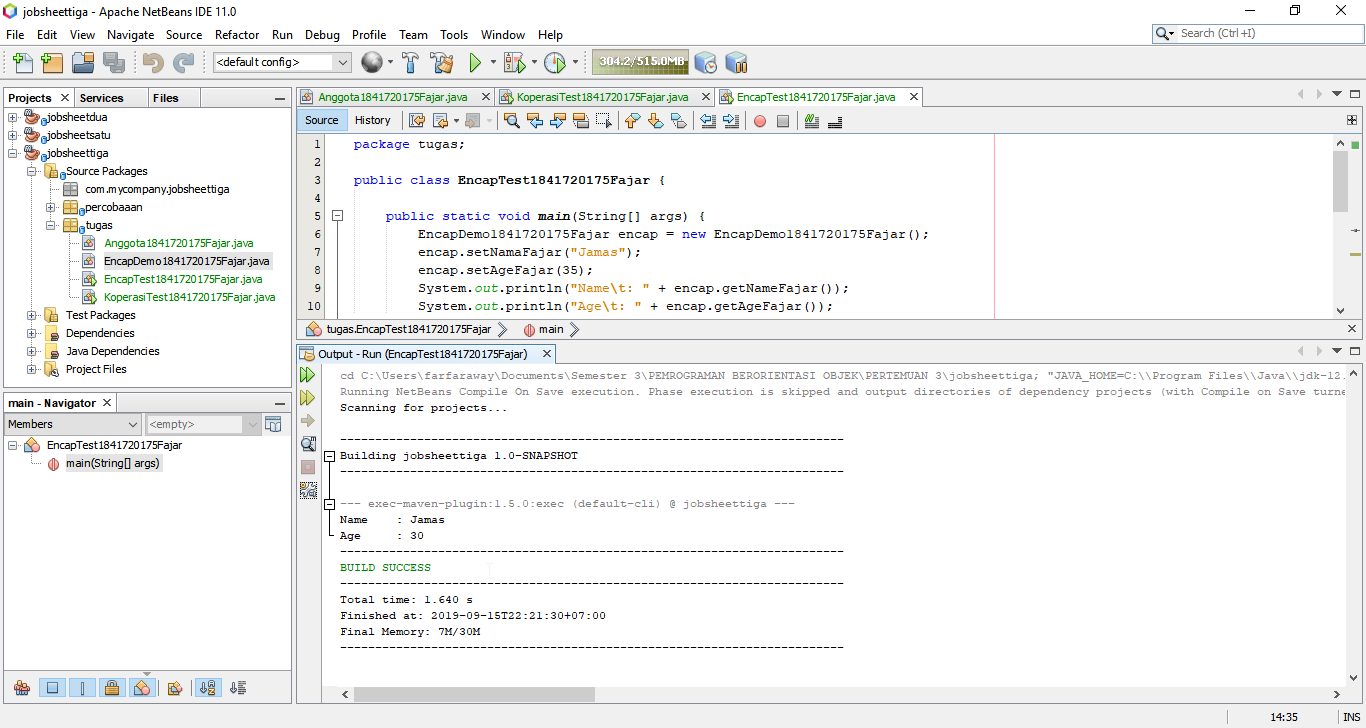 jobsheettiga - Apache NetBeans IDE 11.0
File Edit View Navigate Source Refactor Run Debug Profile Team Tools Window Help
Search (Ctrl+I)
<default config>
304.2/515.0MB
Projects Services Files
jobsheetdua
jobsheetsatu
jobsheettiga
Source Packages
com.mycompany.jobsheettiga
percobaaan
tugas
Anggota1841720175Fajar.java
EncapDemo1841720175Fajar.java
EncapTest1841720175Fajar.java
KoperasiTest1841720175Fajar.java
Test Packages
Dependencies
Java Dependencies
Project Files
main - Navigator
Members <empty>
EncapTest1841720175Fajar
main(String[] args)
Anggota1841720175Fajar.java KoperasiTest1841720175Fajar.java EncapTest1841720175Fajar.java
Source History
1 package tugas;
2
3 public class EncapTest1841720175Fajar {
4
5 public static void main(String[] args) {
6 EncapDemo1841720175Fajar encap = new EncapDemo1841720175Fajar();
7 encap.setNamaFajar("Jamas");
8 encap.setAgeFajar(35);
9 System.out.println("Name\t: " + encap.getNameFajar());
10 System.out.println("Age\t: " + encap.getAgeFajar());
tugas.EncapTest1841720175Fajar main
Output - Run (EncapTest1841720175Fajar)
cd C:\Users\farfaraway\Documents\Semester 3\PEMROGRAMAN BERORIENTASI OBJEK\PERTEMUAN 3\jobsheettiga; "JAVA_HOME=C:\\Program Files\\Java\\jdk-12.
Running NetBeans Compile On Save execution. Phase execution is skipped and output directories of dependency projects (with Compile on Save turne
Scanning for projects...
------------------------------------------------------------------------
Building jobsheettiga 1.0-SNAPSHOT
------------------------------------------------------------------------
--- exec-maven-plugin:1.5.0:exec (default-cli) @ jobsheettiga ---
Name : Jamas
Age : 30
------------------------------------------------------------------------
BUILD SUCCESS
------------------------------------------------------------------------
Total time: 1.640 s
Finished at: 2019-09-15T22:21:30+07:00
Final Memory: 7M/30M
------------------------------------------------------------------------
14:35 INS